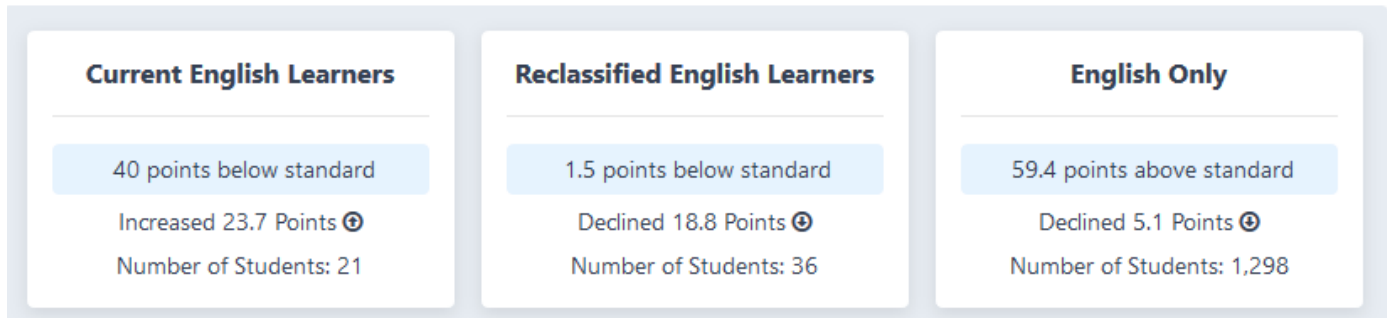 Current English Learners
40 points below standard
Increased 23.7 Points
Number of Students: 21
Reclassified English Learners
1.5 points below standard
Declined 18.8 Points
Number of Students: 36
English Only
59.4 points above standard
Declined 5.1 Points
Number of Students: 1,298